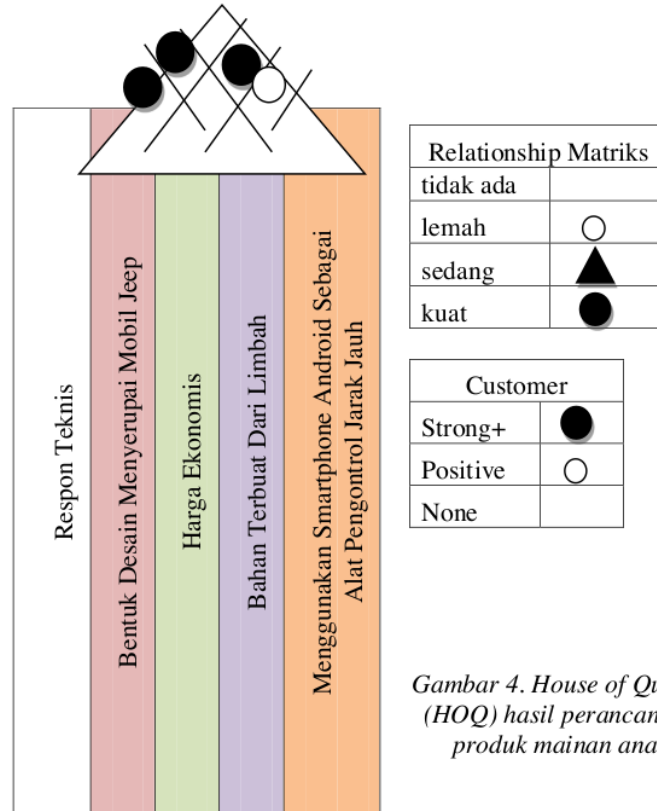 Respon Teknis
Bentuk Desain Menyerupai Mobil Jeep
Harga Ekonomis
Bahan Terbuat Dari Limbah
Menggunakan Smartphone Android Sebagai
Alat Pengontrol Jarak Jauh
Relationship Matriks
tidak ada
lemah
sedang
kuat
Customer
Strong+
Positive
None
Gambar 4. House of Qu
(HOQ) hasil perancan
produk mainan ana